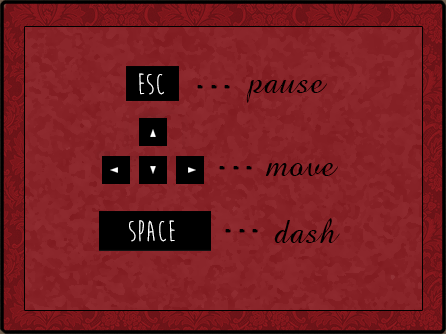 ESC --- pause
▲
◄ ▼ ► --- move
SPACE --- dash